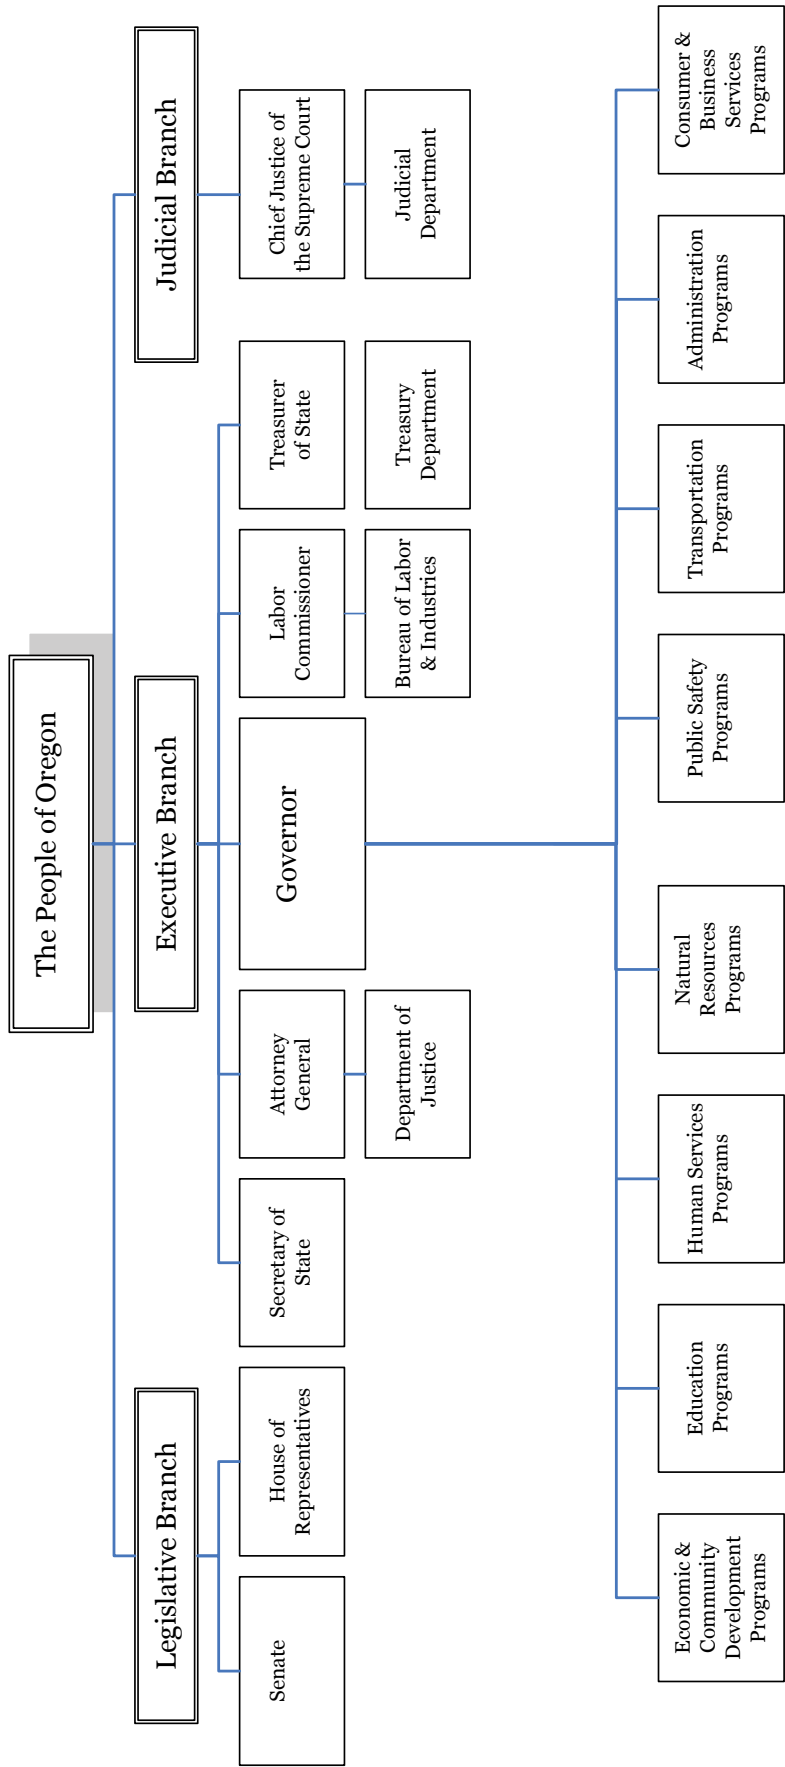 The People of Oregon
Legislative Branch
Executive Branch
Judicial Branch
Senate
House of
Representatives
Secretary of
State
Attorney
General
Governor
Labor
Commissioner
Treasurer
of State
Chief Justice of
the Supreme Court
Department of
Justice
Bureau of Labor
& Industries
Treasury
Department
Judicial
Department
Economic &
Community
Development
Programs
Education
Programs
Human Services
Programs
Natural
Resources
Programs
Public Safety
Programs
Transportation
Programs
Administration
Programs
Consumer &
Business
Services
Programs